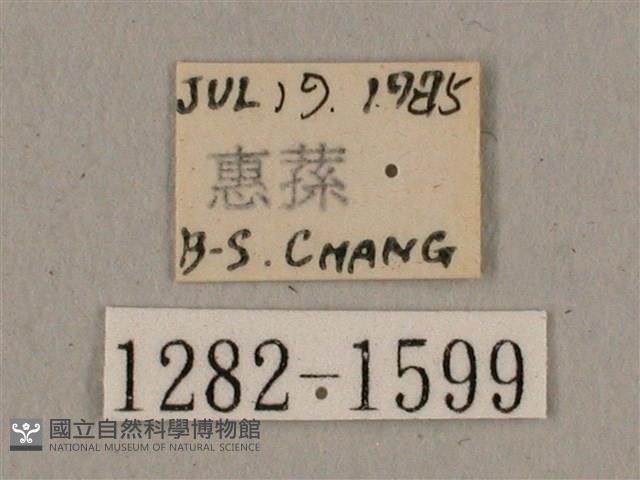 JUL 19. 1985
惠蓀
B-S. CHANG
1282-1599
國立自然科學博物館
NATIONAL MUSEUM OF NATURAL SCIENCE